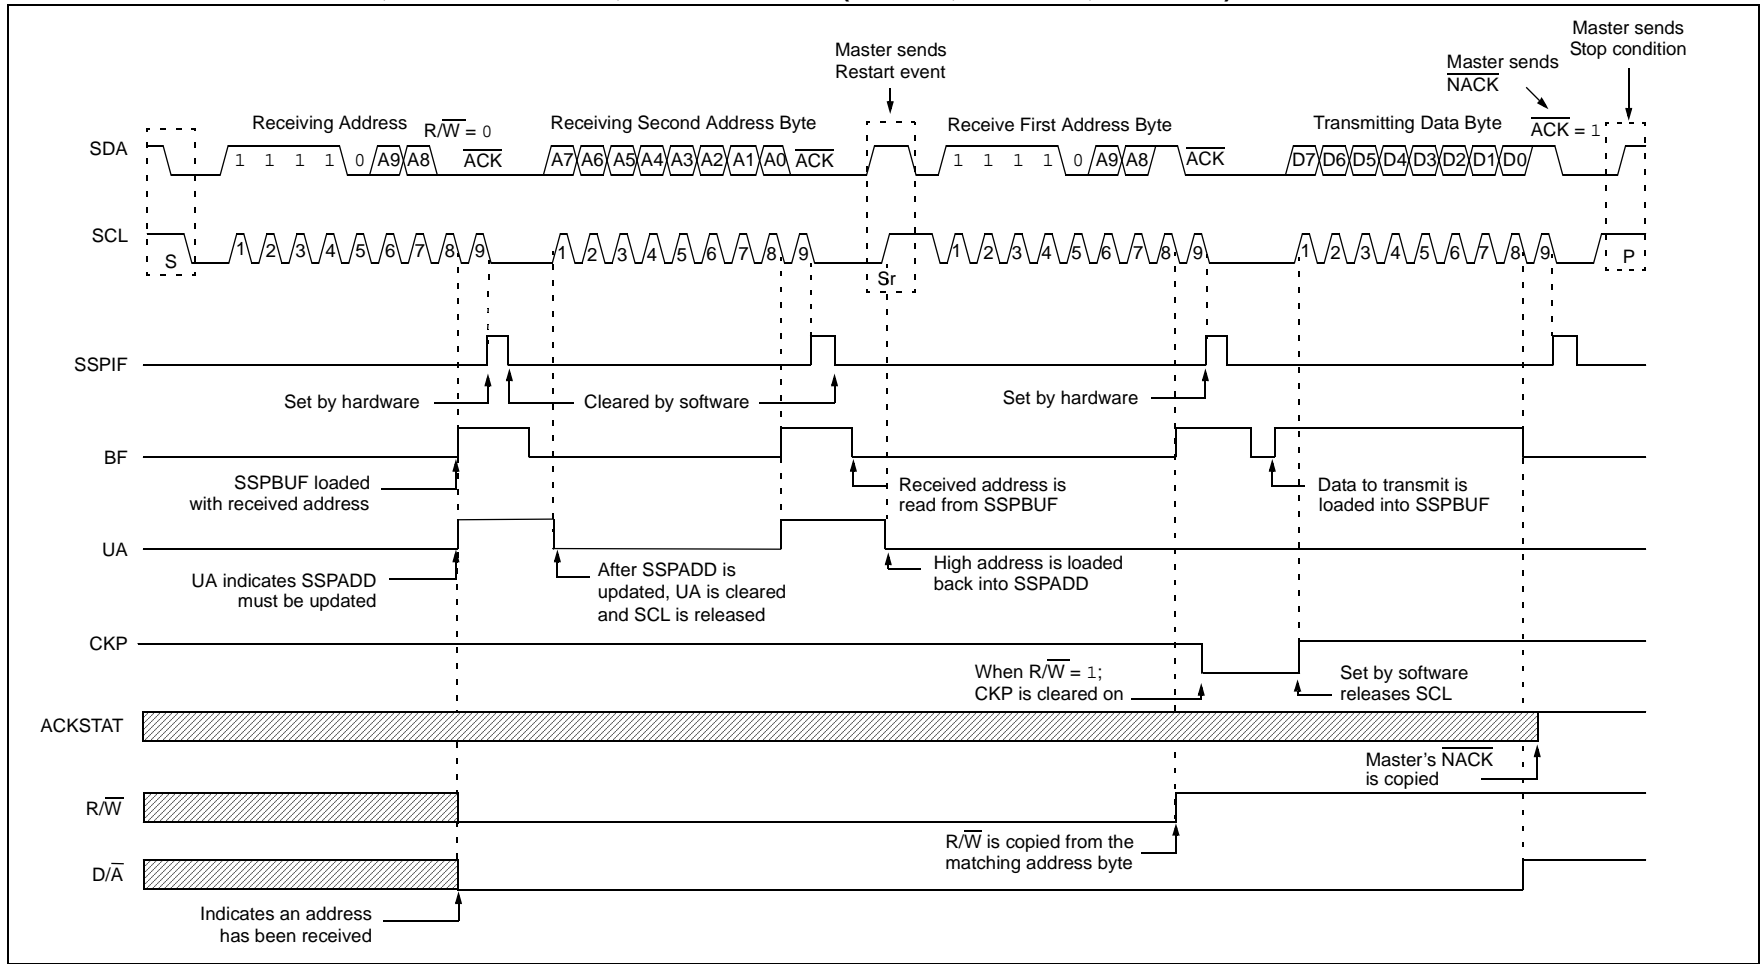 Master sends
Restart event
Master sends
Stop condition
Master sends
NACK
Receiving Address R/W = 0
Receiving Second Address Byte
Receive First Address Byte
Transmitting Data Byte
ACK = 1
SDA
1 1 1 1 0 A9 A8 ACK
A7 A6 A5 A4 A3 A2 A1 A0 ACK
1 1 1 1 0 A9 A8 ACK
D7 D6 D5 D4 D3 D2 D1 D0
SCL
S
1 2 3 4 5 6 7 8 9
1 2 3 4 5 6 7 8 9
Sr
1 2 3 4 5 6 7 8 9
1 2 3 4 5 6 7 8 9
P
SSPIF
Set by hardware
Cleared by software
Set by hardware
BF
SSPBUF loaded
with received address
Received address is
read from SSPBUF
Data to transmit is
loaded into SSPBUF
UA
UA indicates SSPADD
must be updated
After SSPADD is
updated, UA is cleared
and SCL is released
High address is loaded
back into SSPADD
CKP
When R/W = 1;
CKP is cleared on
Set by software
releases SCL
ACKSTAT
Master's NACK
is copied
R/W
R/W is copied from the
matching address byte
D/A
Indicates an address
has been received